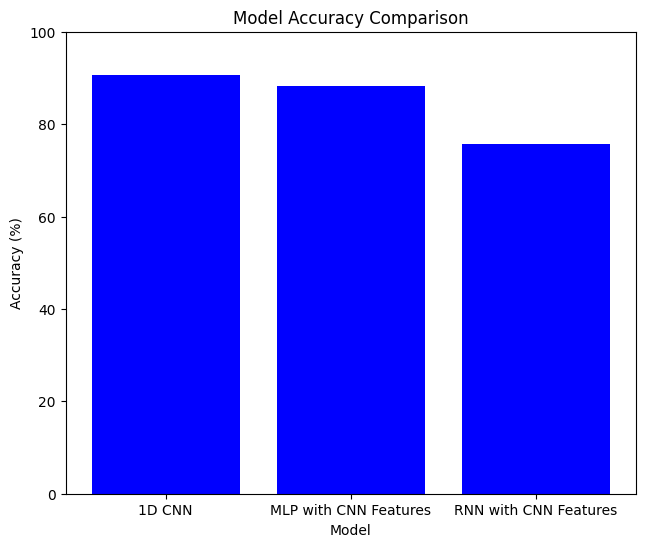 Model Accuracy Comparison
100
80
60
40
20
0
Accuracy (%)
1D CNN
MLP with CNN Features
RNN with CNN Features
Model